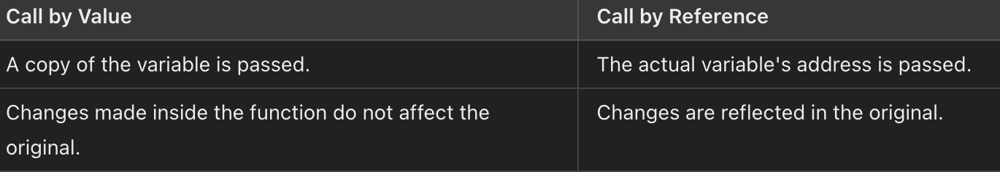 Call by Value
Call by Reference
A copy of the variable is passed.
The actual variable's address is passed.
Changes made inside the function do not affect the
original.
Changes are reflected in the original.